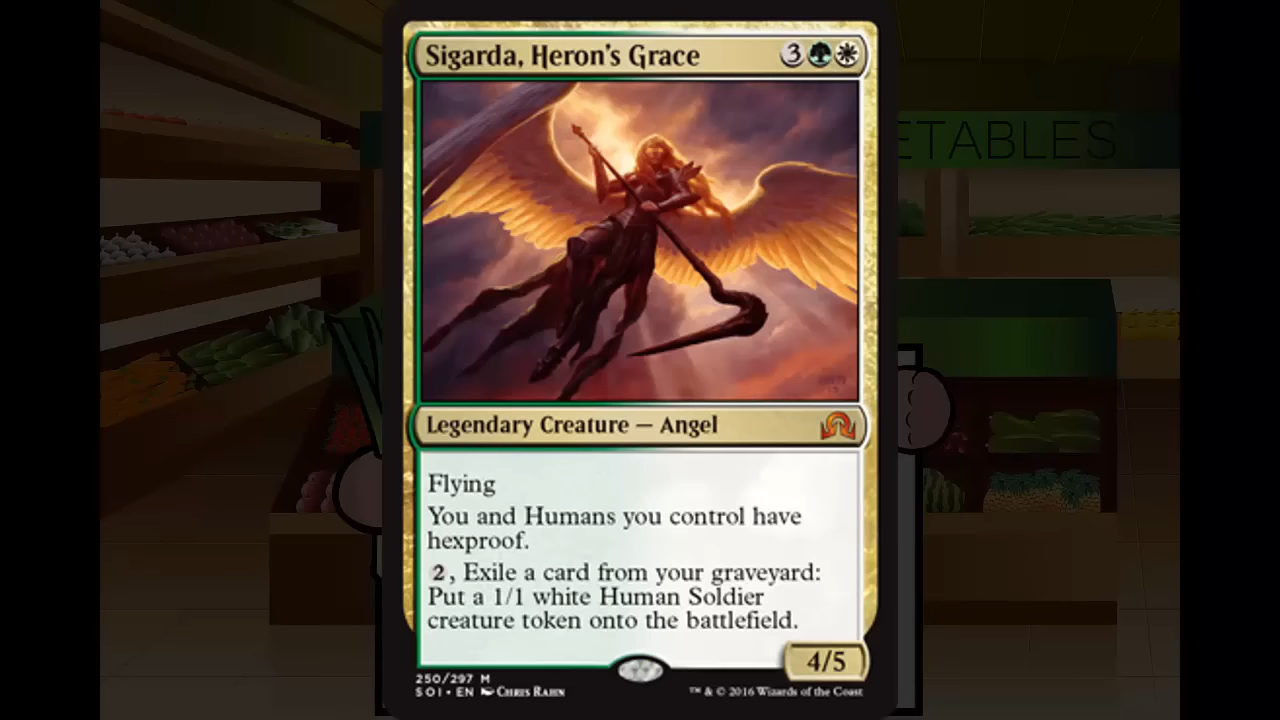 Sigarda, Heron's Grace 3
ETABLES
Legendary Creature — Angel
Flying
You and Humans you control have
hexproof.
2, Exile a card from your graveyard:
Put a 1/1 white Human Soldier
creature token onto the battlefield.
4/5
250/297 M
SOI • EN Chris Rahn
™ & © 2016 Wizards of the Coast